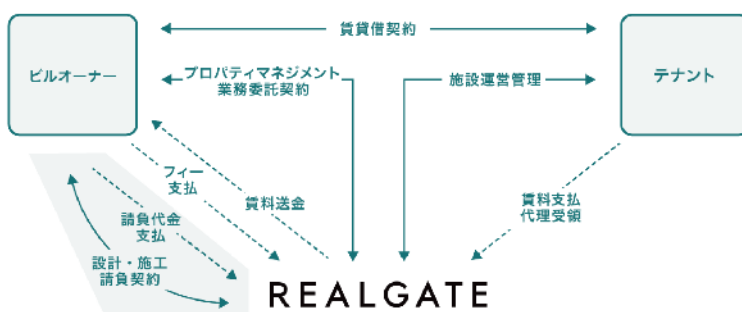 賃貸借契約
ビルオーナー
プロパティマネジメント
業務委託契約
施設運営管理
テナント
フィー
支払
賃料送金
賃料支払
代理受領
請負代金
支払
設計・施工
請負契約
REALGATE